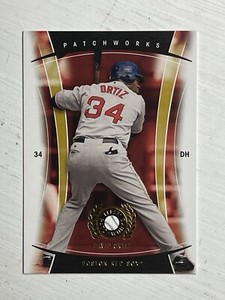 PATCHWORKS
ORTIZ
34
34
DH
BOSTON RED SOX